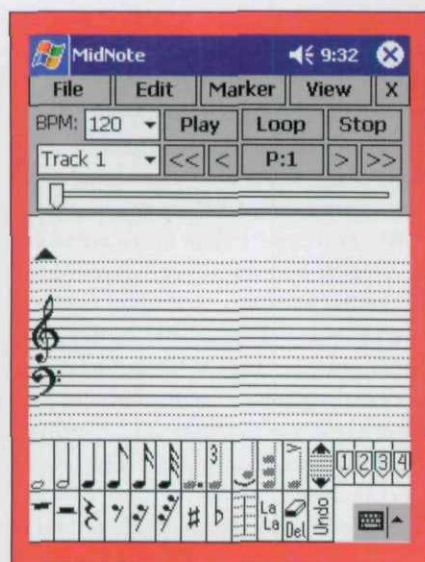 MidNote 9:32
File Edit Marker View X
BPM: 120 Play Loop Stop
Track 1 << < P:1 > >>
3 1 2 3 4
La
La Del Undo